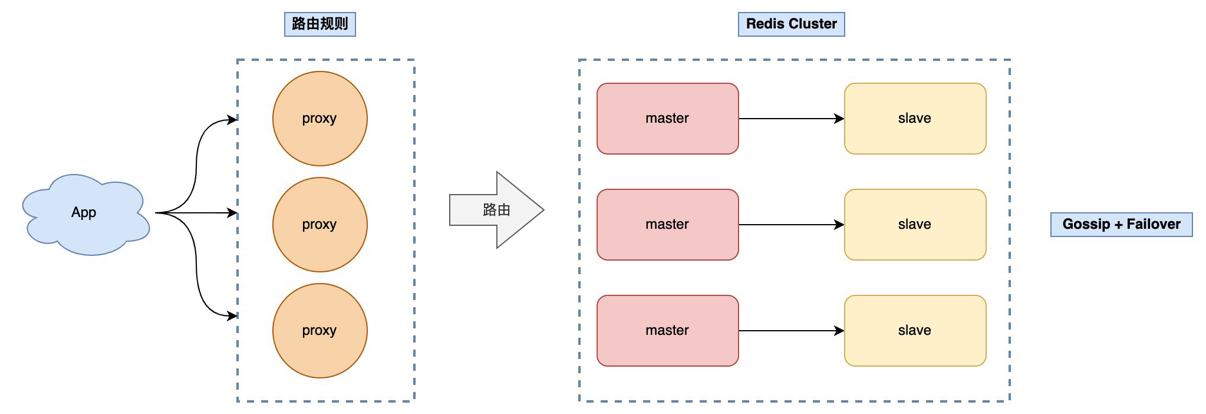 路由规则
Redis Cluster
App
proxy
proxy
proxy
路由
master
slave
master
slave
master
slave
Gossip + Failover